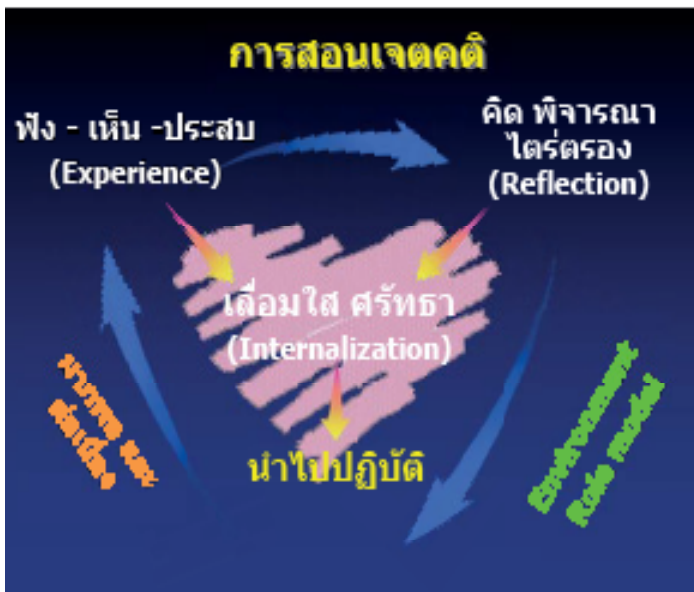 การสอนเจตคติ
ฟัง - เห็น -ประสบ
(Experience)
คิด พิจารณา
ไตร่ตรอง
(Reflection)
เลื่อมใส ศรัทธา
(Internalization)
นำไปปฏิบัติ
Environment
Role model